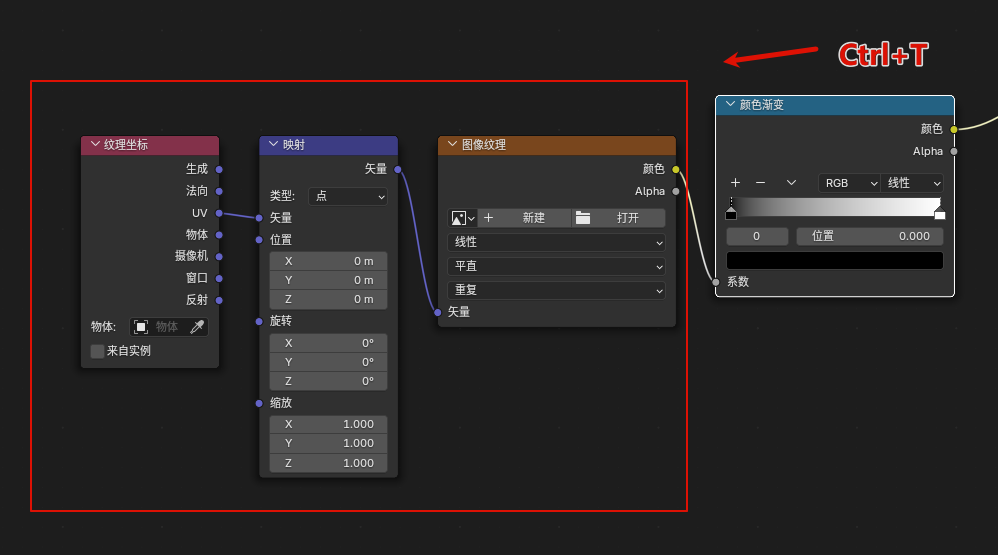 Ctrl+T
纹理坐标
生成
法向
UV
物体
摄像机
窗口
反射
物体: 物体
来自实例
映射
矢量
类型: 点
矢量
位置
X 0 m
Y 0 m
Z 0 m
旋转
X 0°
Y 0°
Z 0°
缩放
X 1.000
Y 1.000
Z 1.000
图像纹理
颜色
Alpha
新建 打开
线性
平直
重复
矢量
颜色渐变
颜色
Alpha
RGB 线性
0 位置 0.000
系数